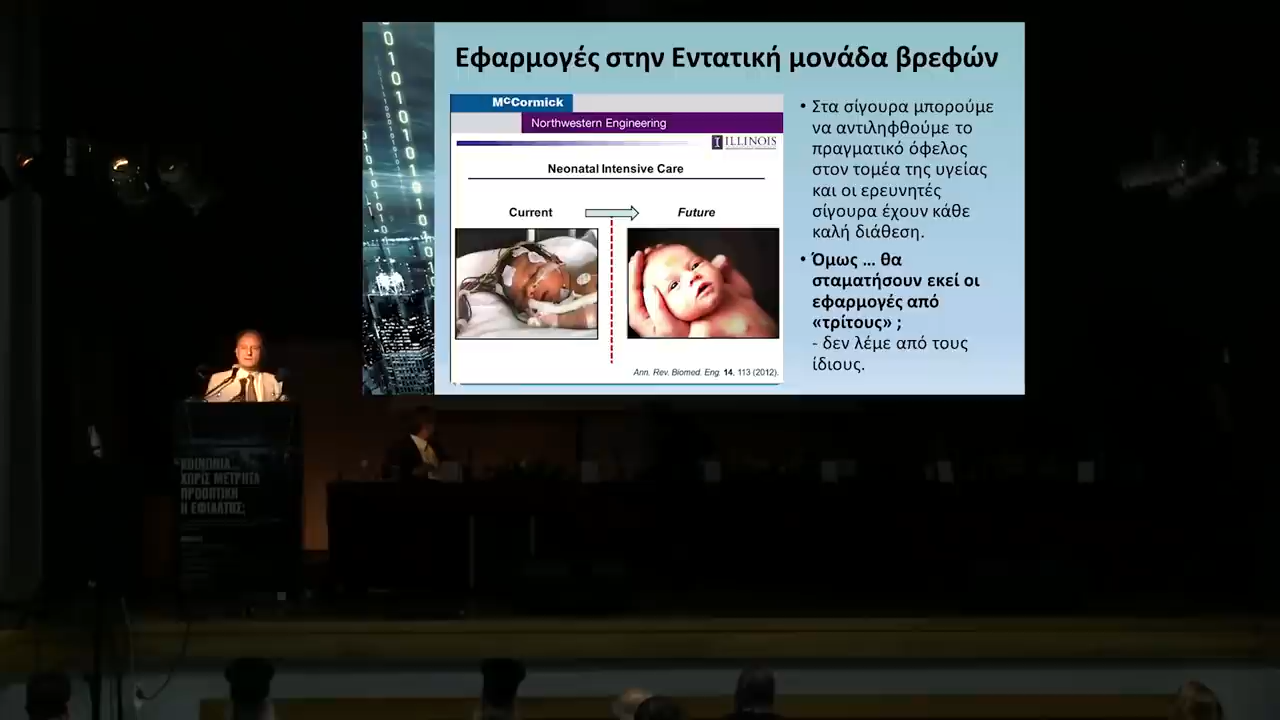 Εφαρμογές στην Εντατική μονάδα βρεφών
McCormick
Northwestern Engineering
I ILLINOIS
Neonatal Intensive Care
Current
Future
Ann. Rev. Biomed. Eng. 14, 113 (2012).
• Στα σίγουρα μπορούμε
να αντιληφθούμε το
πραγματικό όφελος
στον τομέα της υγείας
και οι ερευνητές
σίγουρα έχουν κάθε
καλή διάθεση.
• Όμως ... θα
σταματήσουν εκεί οι
εφαρμογές από
«τρίτους» ;
- δεν λέμε από τους
ίδιους.
ΚΟΙΝΩΝΙΑ
ΧΩΡΙΣ ΜΕΤΡΗΤΑ
ΠΡΟΟΠΤΙΚΗ
Ή ΕΦΙΑΛΤΗΣ;